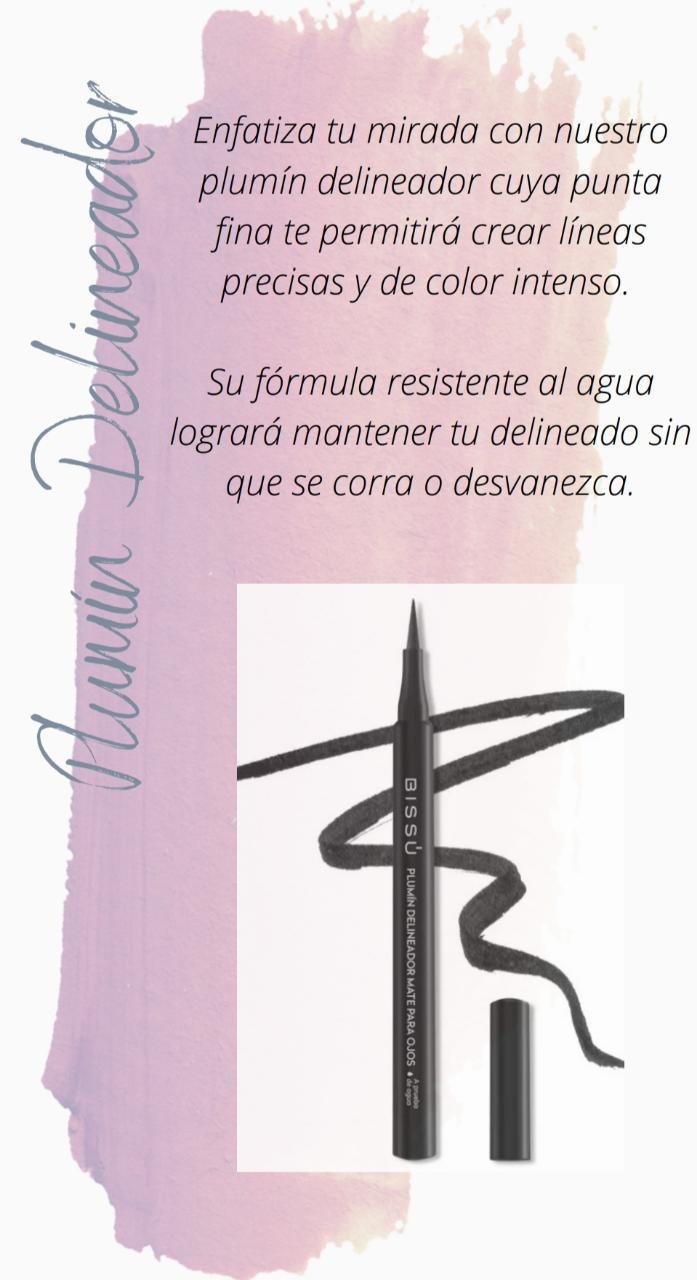 Plumín Delineador
Enfatiza tu mirada con nuestro
plumín delineador cuya punta
fina te permitirá crear líneas
precisas y de color intenso.
Su fórmula resistente al agua
logrará mantener tu delineado sin
que se corra o desvanezca.
BISSÚ
PLUMÍN DELINEADOR MATE PARA OJOS
A prueba
de agua